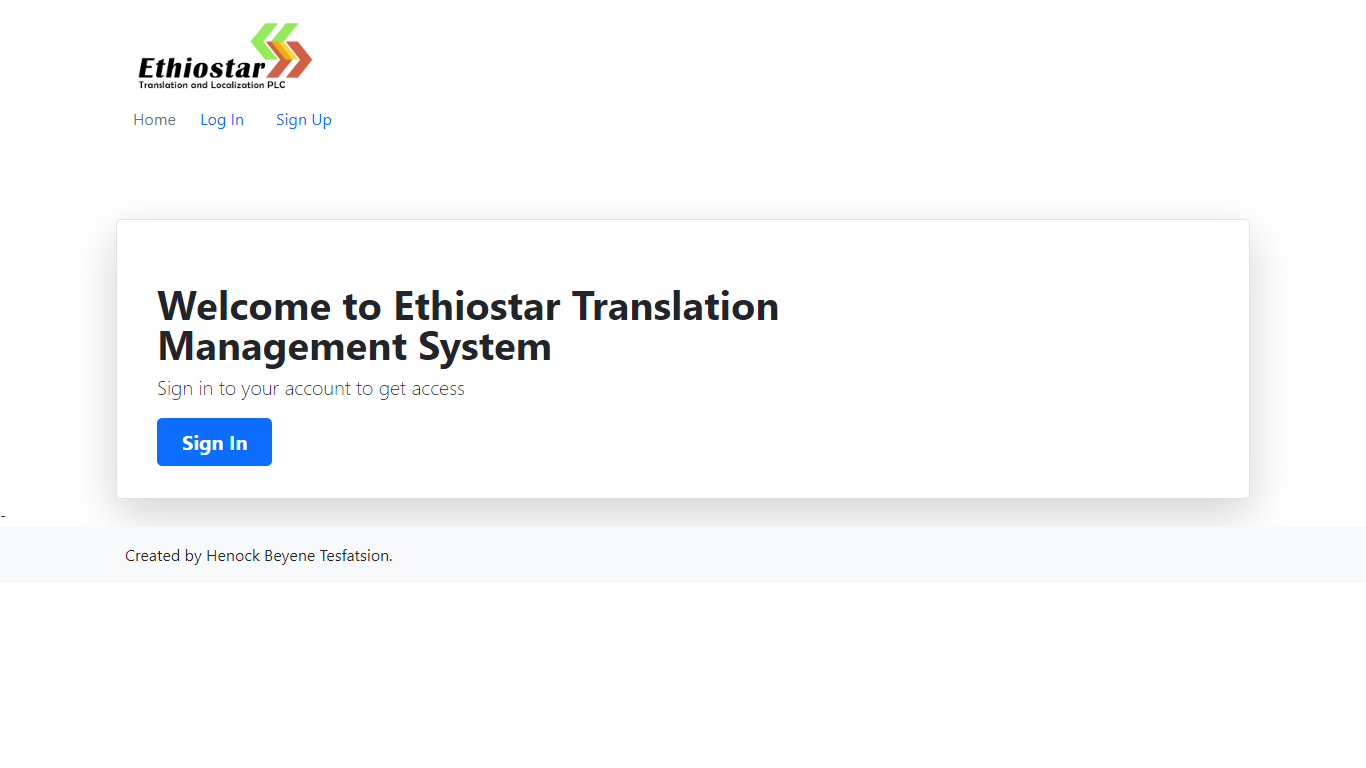 Ethiostar
Translation and Localization PLC
Home Log In Sign Up
Welcome to Ethiostar Translation
Management System
Sign in to your account to get access
Sign In
-
Created by Henock Beyene Tesfatsion.